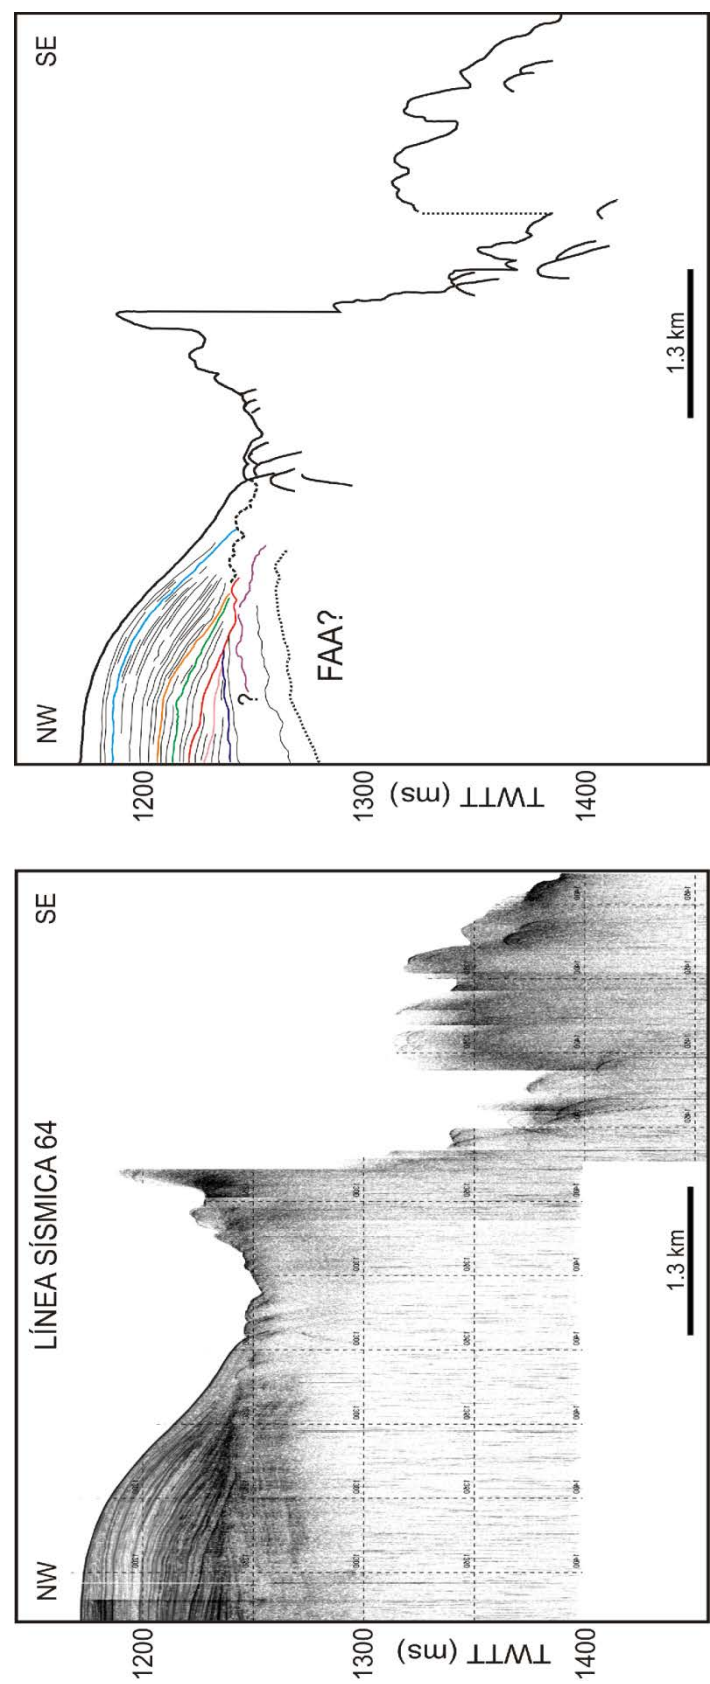 NW
LÍNEA SÍSMICA 64
SE
1200
1300
TWTT (ms)
1400
1.3 km
NW
SE
1200
?
FAA?
1300
TWTT (ms)
1400
1.3 km